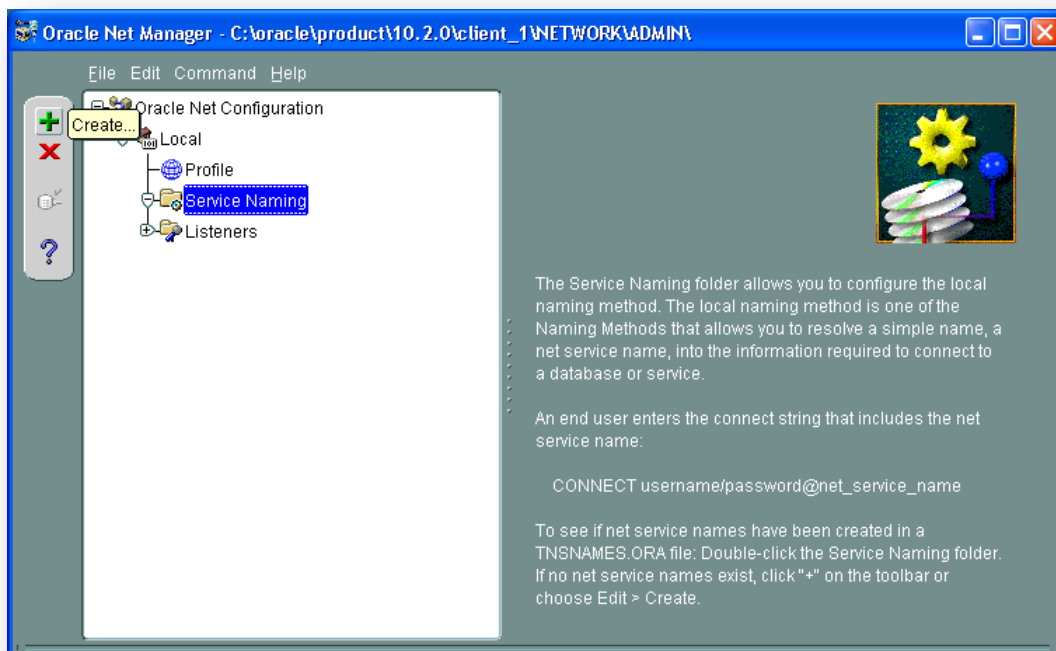 Oracle Net Manager - C:\oracle\product\10.2.0\client_1\NETWORK\ADMIN\
File Edit Command Help
Oracle Net Configuration
Create...
Local
Profile
Service Naming
Listeners
The Service Naming folder allows you to configure the local
naming method. The local naming method is one of the
Naming Methods that allows you to resolve a simple name, a
net service name, into the information required to connect to
a database or service.
An end user enters the connect string that includes the net
service name:
CONNECT username/password@net_service_name
To see if net service names have been created in a
TNSNAMES.ORA file: Double-click the Service Naming folder.
If no net service names exist, click "+" on the toolbar or
choose Edit > Create.